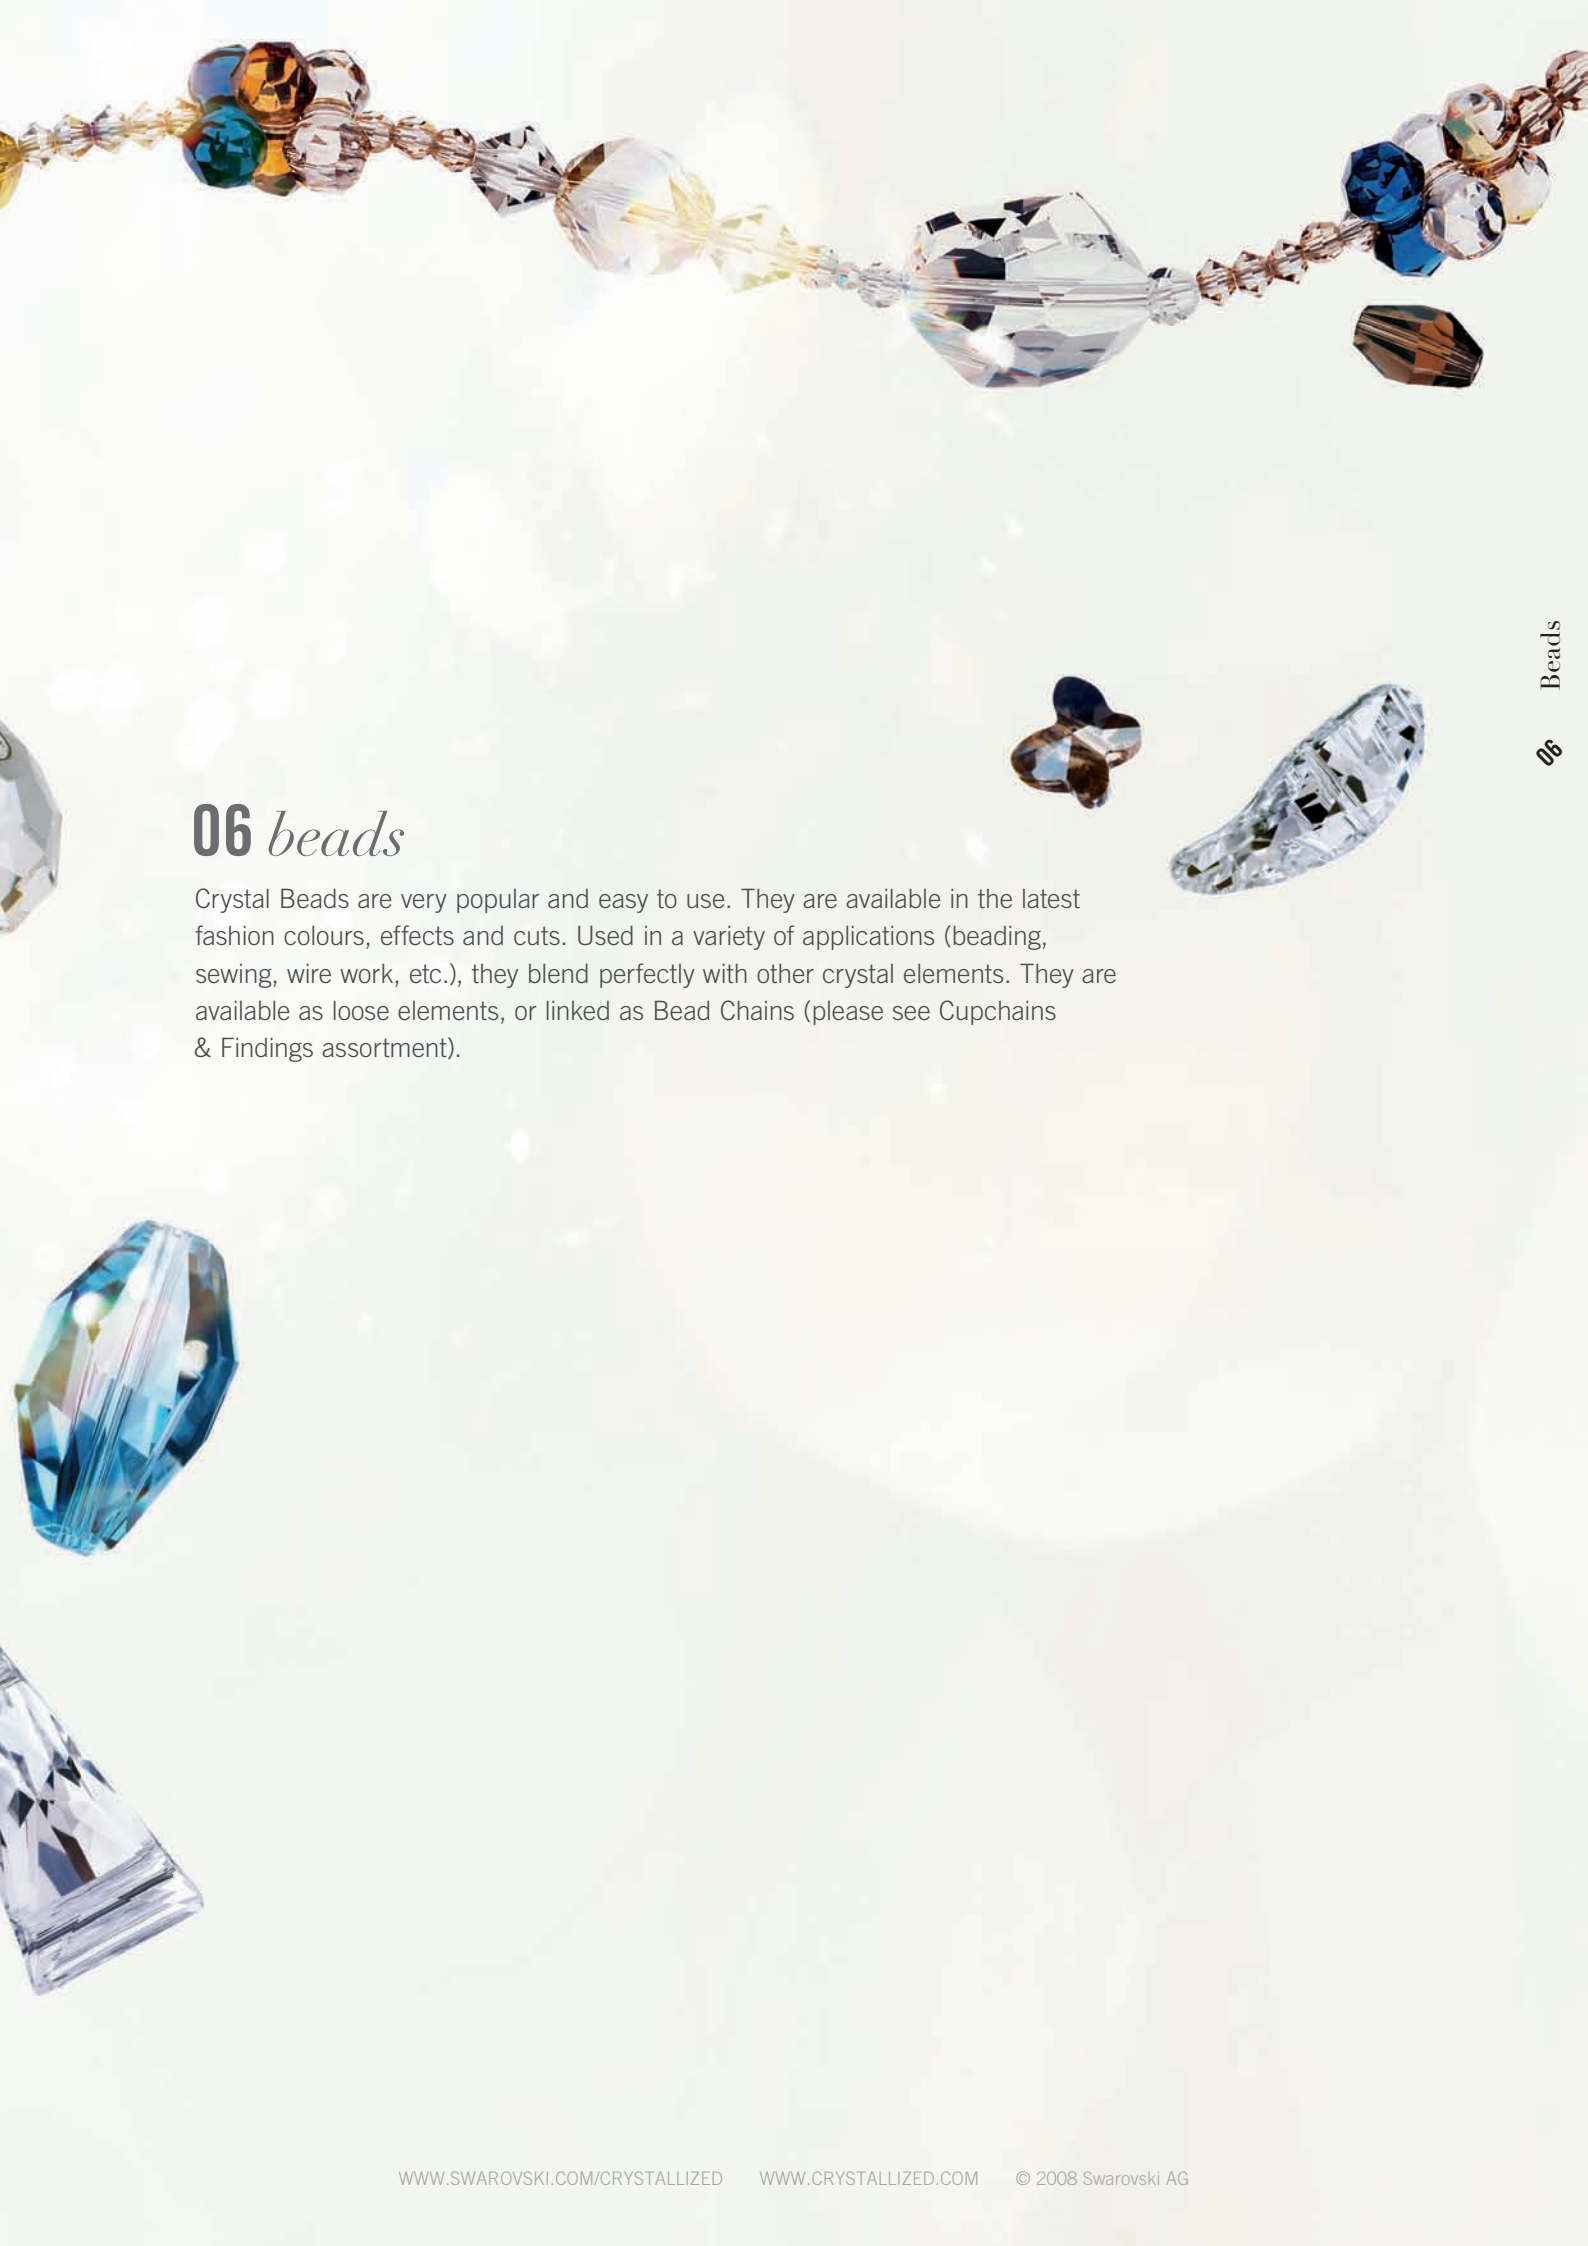 Beads
06
06 beads
Crystal Beads are very popular and easy to use. They are available in the latest
fashion colours, effects and cuts. Used in a variety of applications (beading,
sewing, wire work, etc.), they blend perfectly with other crystal elements. They are
available as loose elements, or linked as Bead Chains (please see Cupchains
& Findings assortment).
WWW.SWAROVSKI.COM/CRYSTALLIZED WWW.CRYSTALLIZED.COM © 2008 Swarovski AG